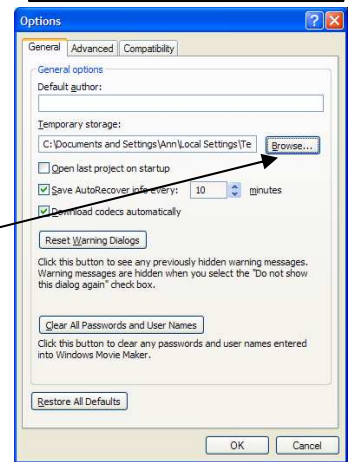 Options
General Advanced Compatibility
General options
Default author:
Temporary storage:
C:\Documents and Settings\Ann\Local Settings\Te Browse...
Open last project on startup
Save AutoRecover info every: 10 minutes
Download codecs automatically
Reset Warning Dialogs
Click this button to see any previously hidden warning messages.
Warning messages are hidden when you select the "Do not show
this dialog again" check box.
Clear All Passwords and User Names
Click this button to clear any passwords and user names entered
into Windows Movie Maker.
Restore All Defaults
OK Cancel